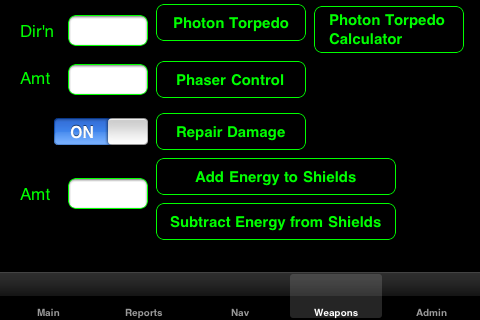 Dir'n
Photon Torpedo
Photon Torpedo
Calculator
Amt
Phaser Control
ON
Repair Damage
Add Energy to Shields
Amt
Subtract Energy from Shields
Main
Reports
Nav
Weapons
Admin